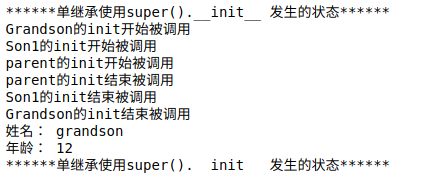 ******单继承使用super().__init__ 发生的状态******
Grandson的init开始被调用
Son1的init开始被调用
parent的init开始被调用
parent的init结束被调用
Son1的init结束被调用
Grandson的init结束被调用
姓名： grandson
年龄： 12
******单继承使用super().  init   发生的状态******